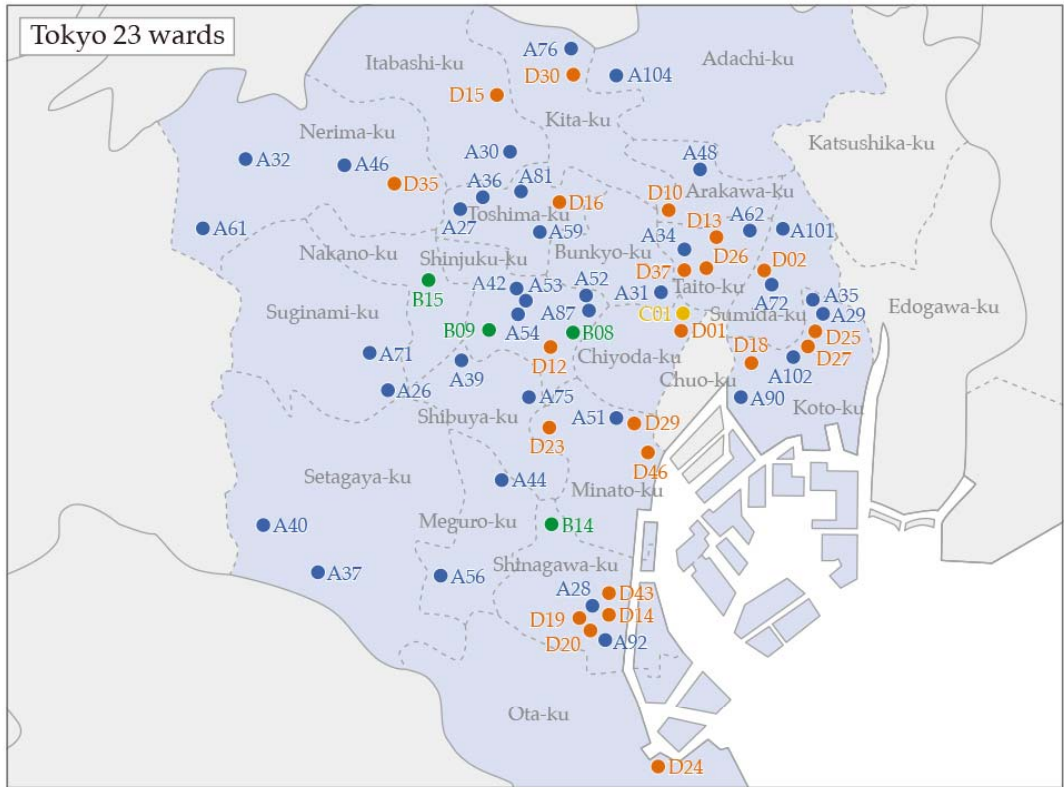 Tokyo 23 wards
A76
Itabashi-ku
Adachi-ku
D30
A104
D15
Kita-ku
Nerima-ku
Katsushika-ku
A32
A46
A30
A48
D35
A36
A81
Arakawa-ku
D16
D10
Toshima-ku
D13
A62
A27
A61
A59
A101
Nakano-ku
Bunkyo-ku
A34
Shinjuku-ku
D26
D02
D37
Taito-ku
B15
A42
A53
A52
A31
A72
A35
Edogawa-ku
Suginami-ku
A87
C01
Sumida-ku
A29
B09
A54
B08
D01
D25
D27
A71
D12
Chiyoda-ku
D18
A39
A102
Chuo-ku
A26
A75
A90
Koto-ku
Shibuya-ku
A51
D29
D23
D46
Setagaya-ku
A44
Minato-ku
A40
Meguro-ku
B14
Shinagawa-ku
A37
A56
A28
D43
D19
D14
D20
A92
Ota-ku
D24